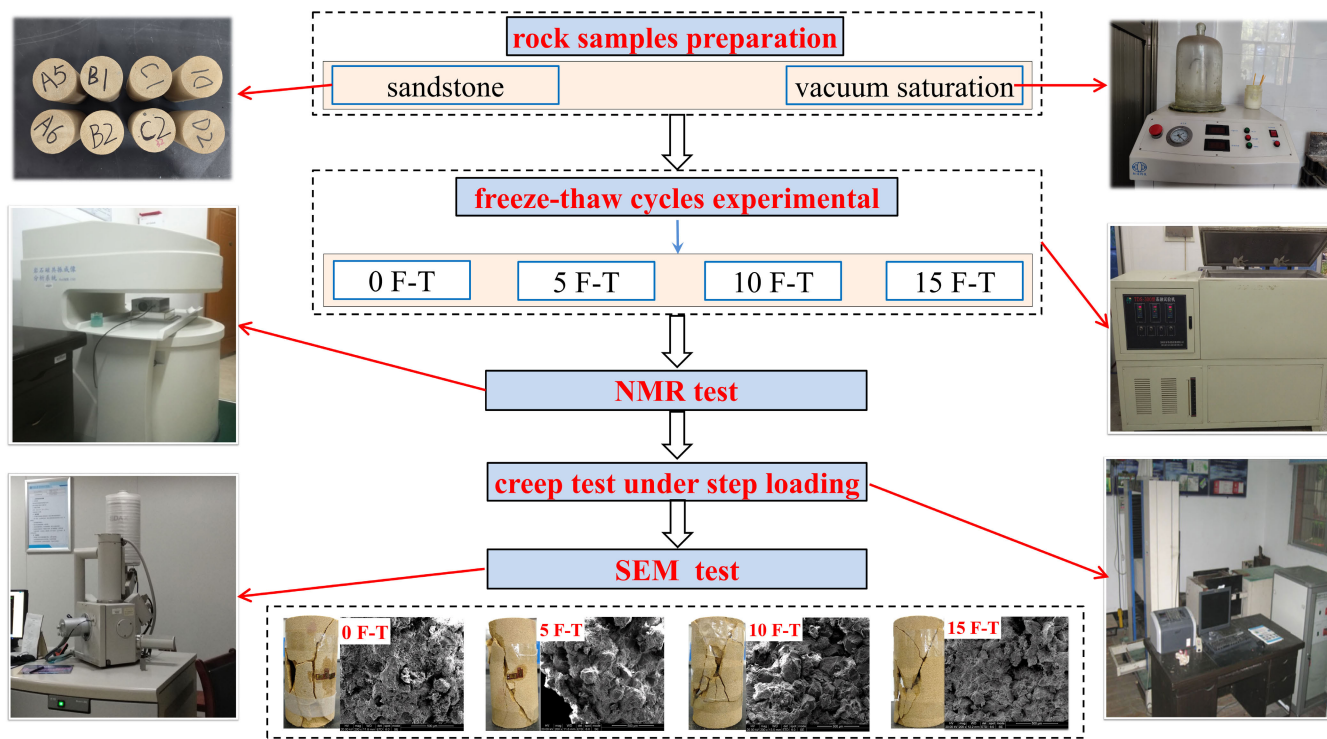 rock samples preparation
sandstone
vacuum saturation
A5 B1 C1 D1
A6 B2 C2 D2
freeze-thaw cycles experimental
0 F-T
5 F-T
10 F-T
15 F-T
NMR test
creep test under step loading
SEM test
0 F-T
5 F-T
10 F-T
15 F-T